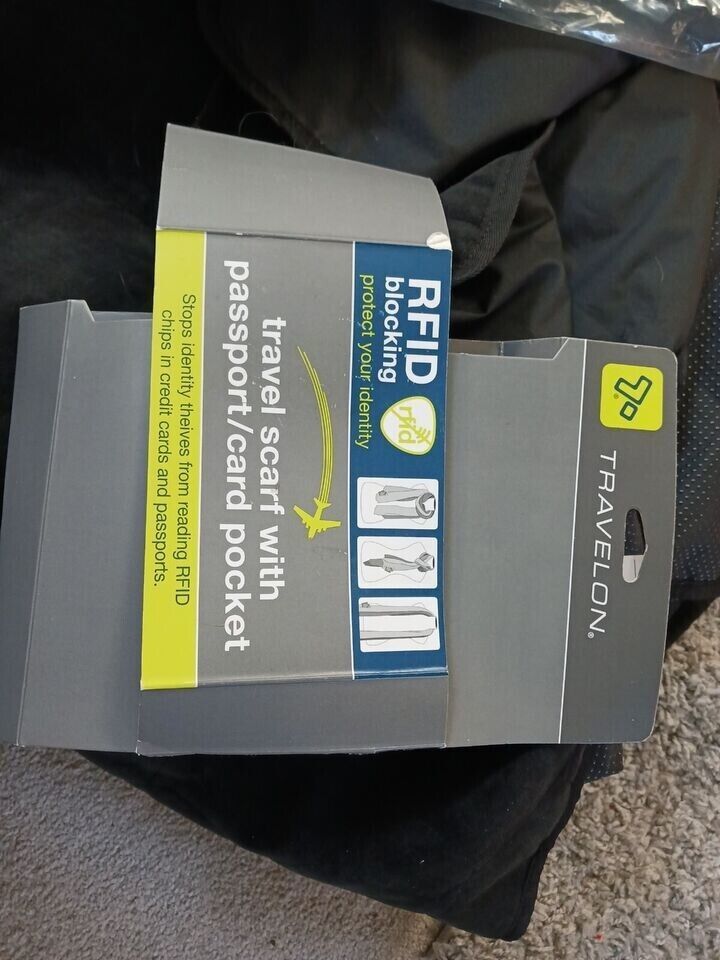 TRAVELON®
RFID
blocking
protect your identity
rfid
travel scarf with
passport/card pocket
Stops identity theives from reading RFID
chips in credit cards and passports.